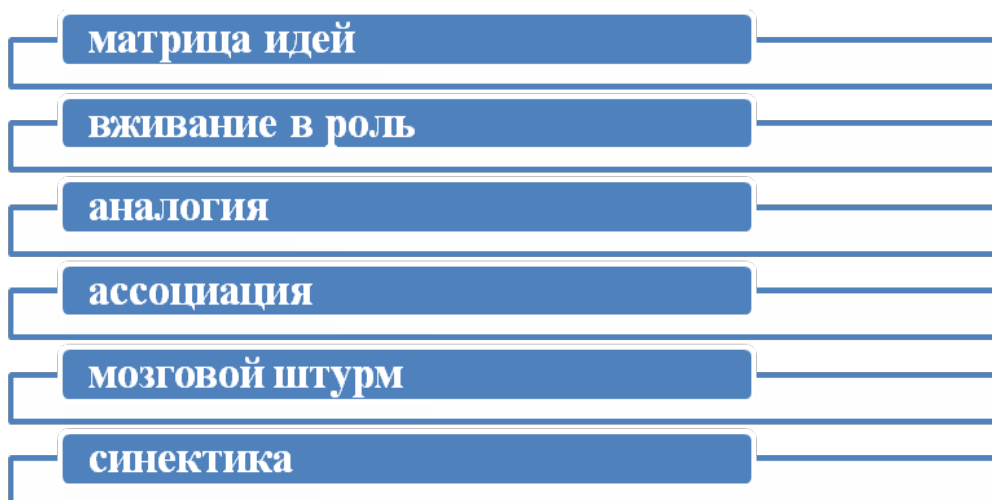 матрица идей
вживание в роль
аналогия
ассоциация
мозговой штурм
синектика